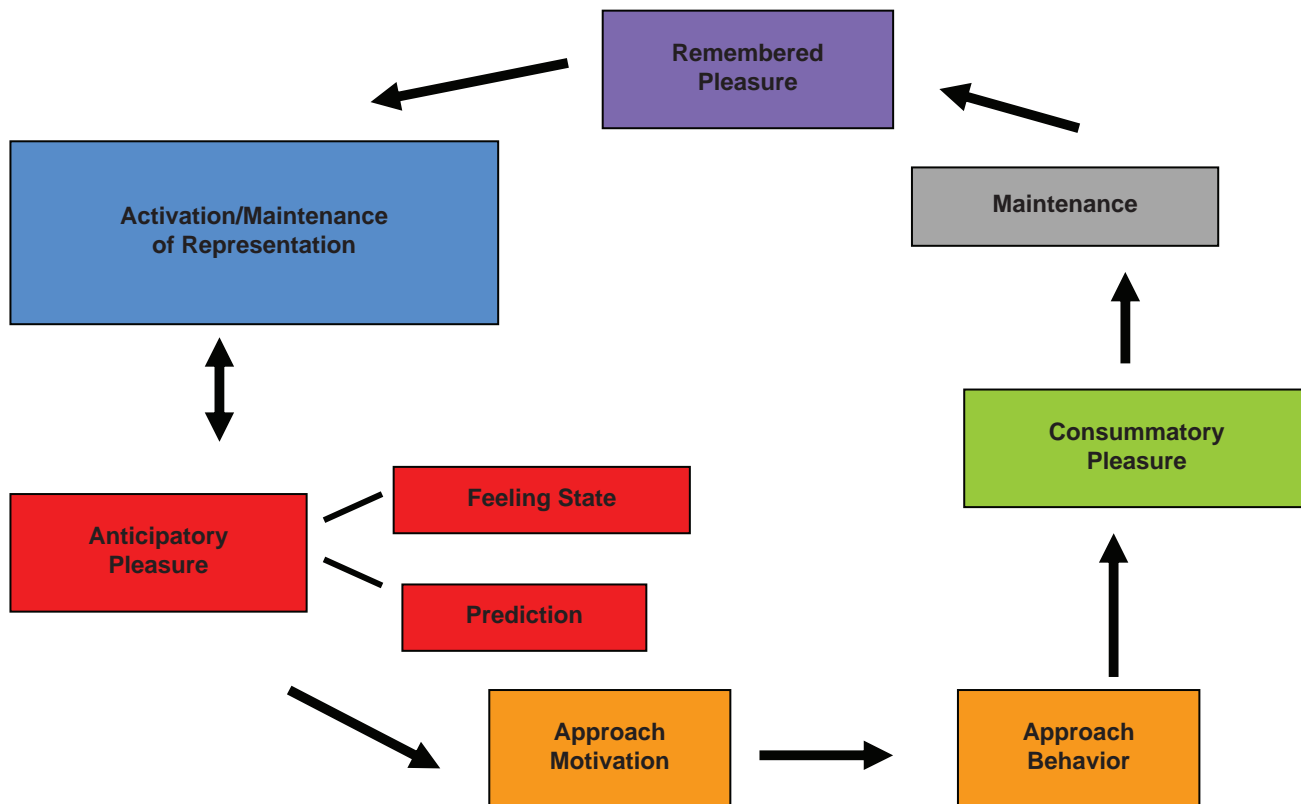 Remembered
Pleasure
Activation/Maintenance
of Representation
Maintenance
Consummatory
Pleasure
Feeling State
Anticipatory
Pleasure
Prediction
Approach
Motivation
Approach
Behavior